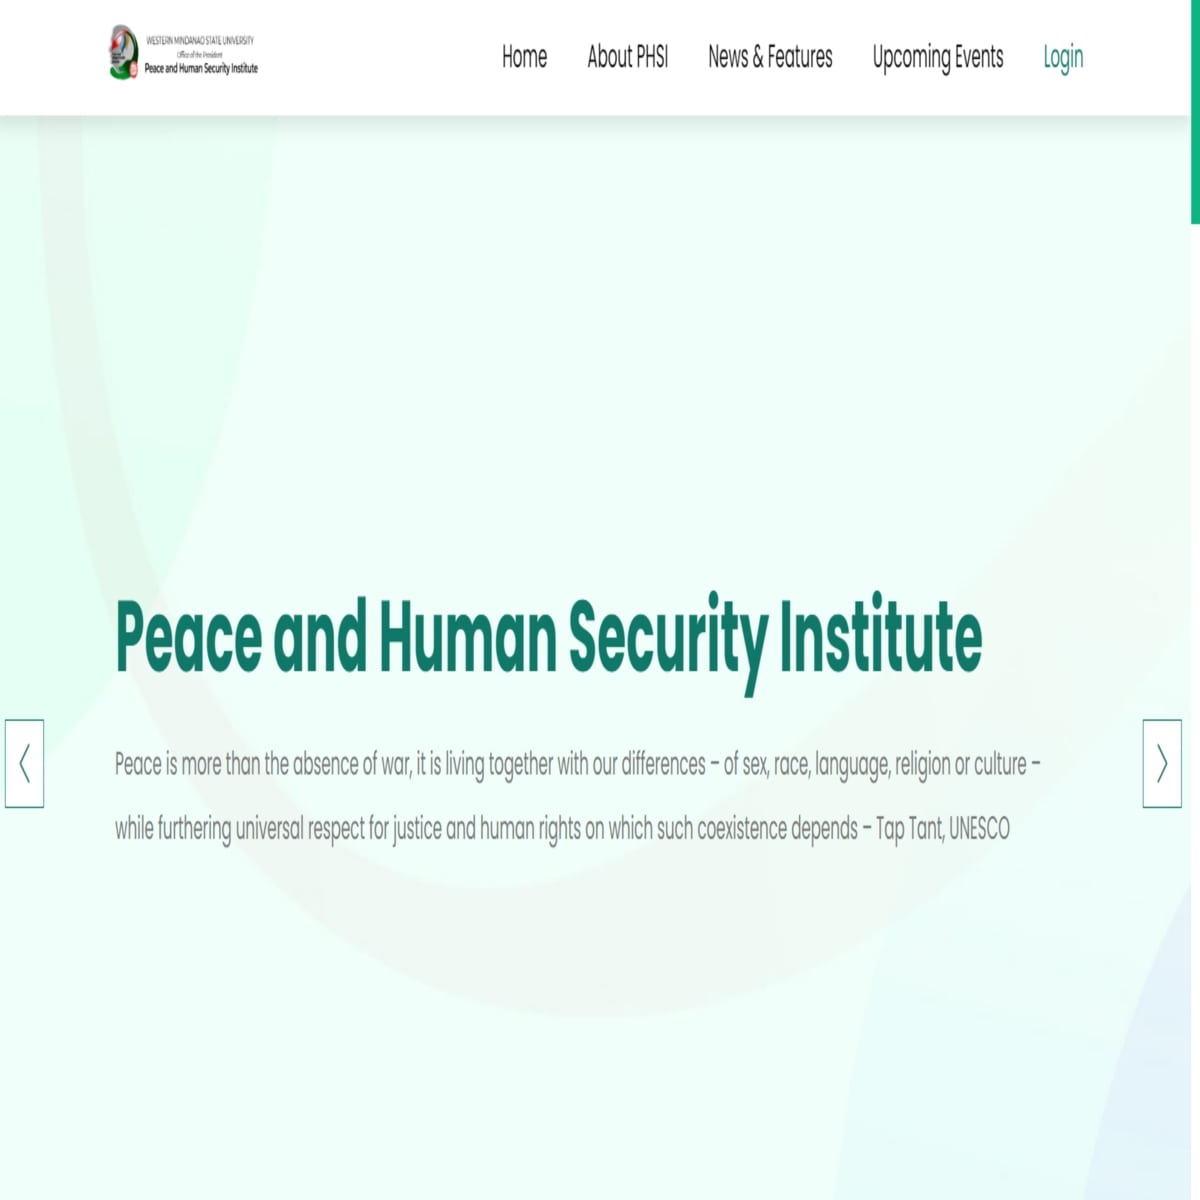 WESTERN MINDANAO STATE UNIVERSITY
Office of the President
Peace and Human Security Institute
Home
About PHSI
News & Features
Upcoming Events
Login
Peace and Human Security Institute
Peace is more than the absence of war, it is living together with our differences – of sex, race, language, religion or culture –
while furthering universal respect for justice and human rights on which such coexistence depends – Tap Tant, UNESCO